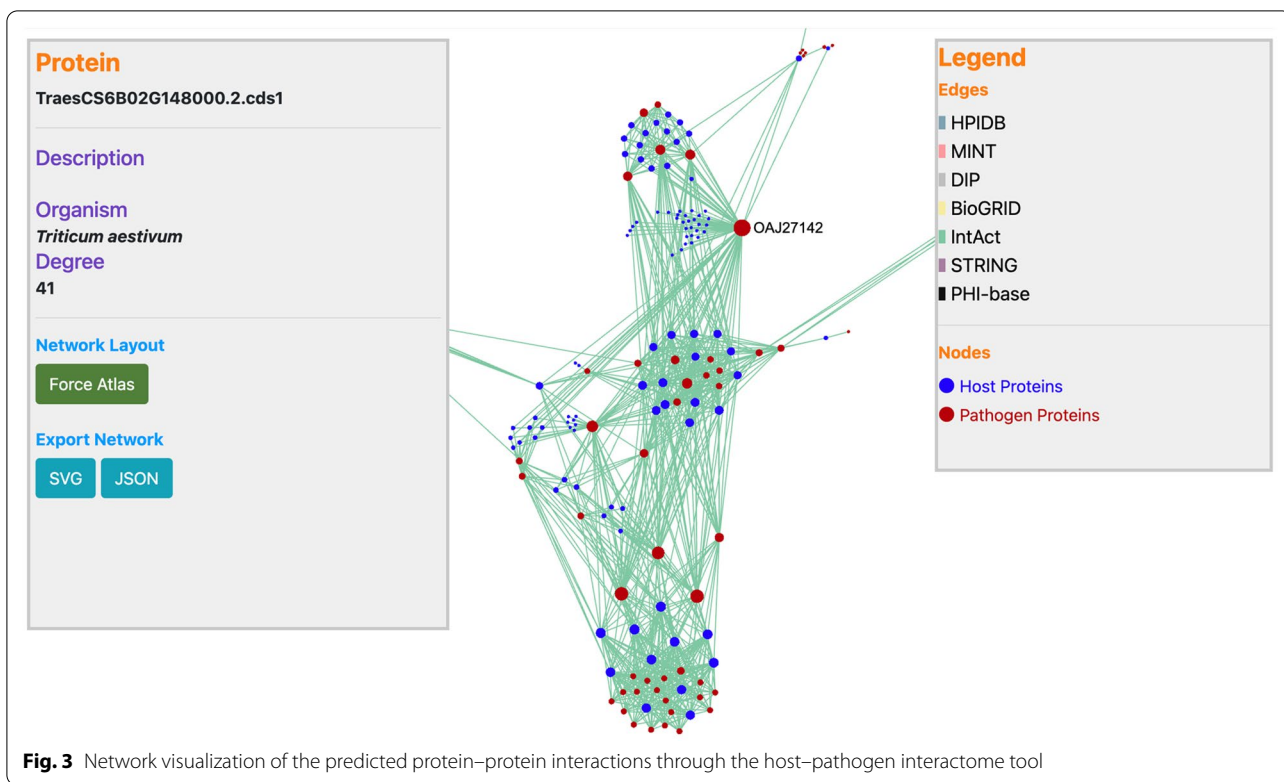 Protein
TraesCS6B02G148000.2.cds1
Description
Organism
Triticum aestivum
Degree
41
Network Layout
Force Atlas
Export Network
SVG JSON
OAJ27142
Legend
Edges
HPIDB
MINT
DIP
BioGRID
IntAct
STRING
PHI-base
Nodes
Host Proteins
Pathogen Proteins
Fig. 3 Network visualization of the predicted protein–protein interactions through the host–pathogen interactome tool